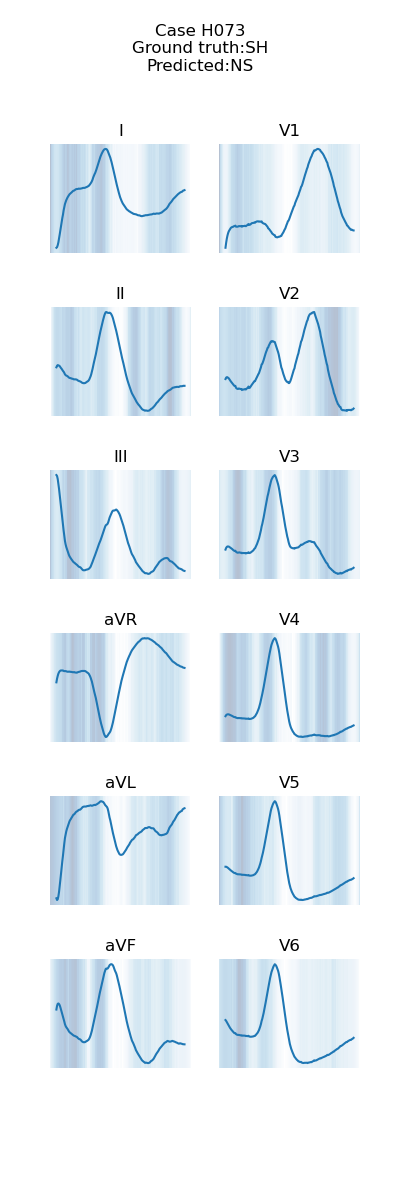 Case H073
Ground truth:SH
Predicted:NS
I
V1
II
V2
III
V3
aVR
V4
aVL
V5
aVF
V6